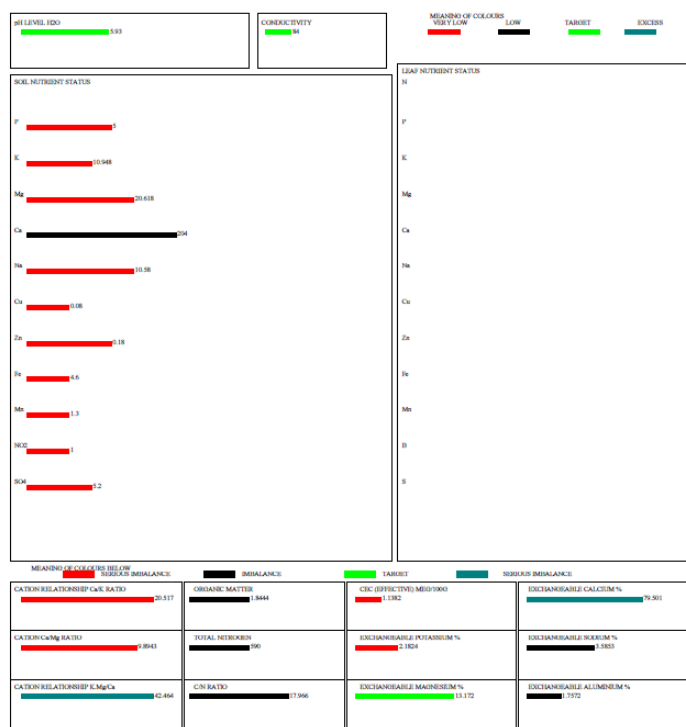 pH LEVEL H2O
5.93
CONDUCTIVITY
84
MEANING OF COLOURS
VERY LOW LOW TARGET EXCESS
SOIL NUTRIENT STATUS
P
5
K
10.948
Mg
20.618
Ca
204
Na
10.58
Cu
0.08
Zn
0.18
Fe
4.6
Mn
1.3
NO2
1
SO4
5.2
LEAF NUTRIENT STATUS
N
P
K
Mg
Ca
Na
Cu
Zn
Fe
Mn
B
S
MEANING OF COLOURS BELOW
SERIOUS IMBALANCE IMBALANCE TARGET SERIOUS IMBALANCE
CATION RELATIONSHIP Ca/K RATIO
20.517
ORGANIC MATTER
1.8444
CEC (EFFECTIVE) MEQ/100G
1.1382
EXCHANGEABLE CALCIUM %
79.501
CATION Ca/Mg RATIO
9.8943
TOTAL NITROGEN
590
EXCHANGEABLE POTASSIUM %
2.1824
EXCHANGEABLE SODIUM %
3.5853
CATION RELATIONSHIP K.Mg/Ca
42.464
C/N RATIO
17.966
EXCHANGEABLE MAGNESIUM %
13.172
EXCHANGEABLE ALUMINIUM %
1.7572